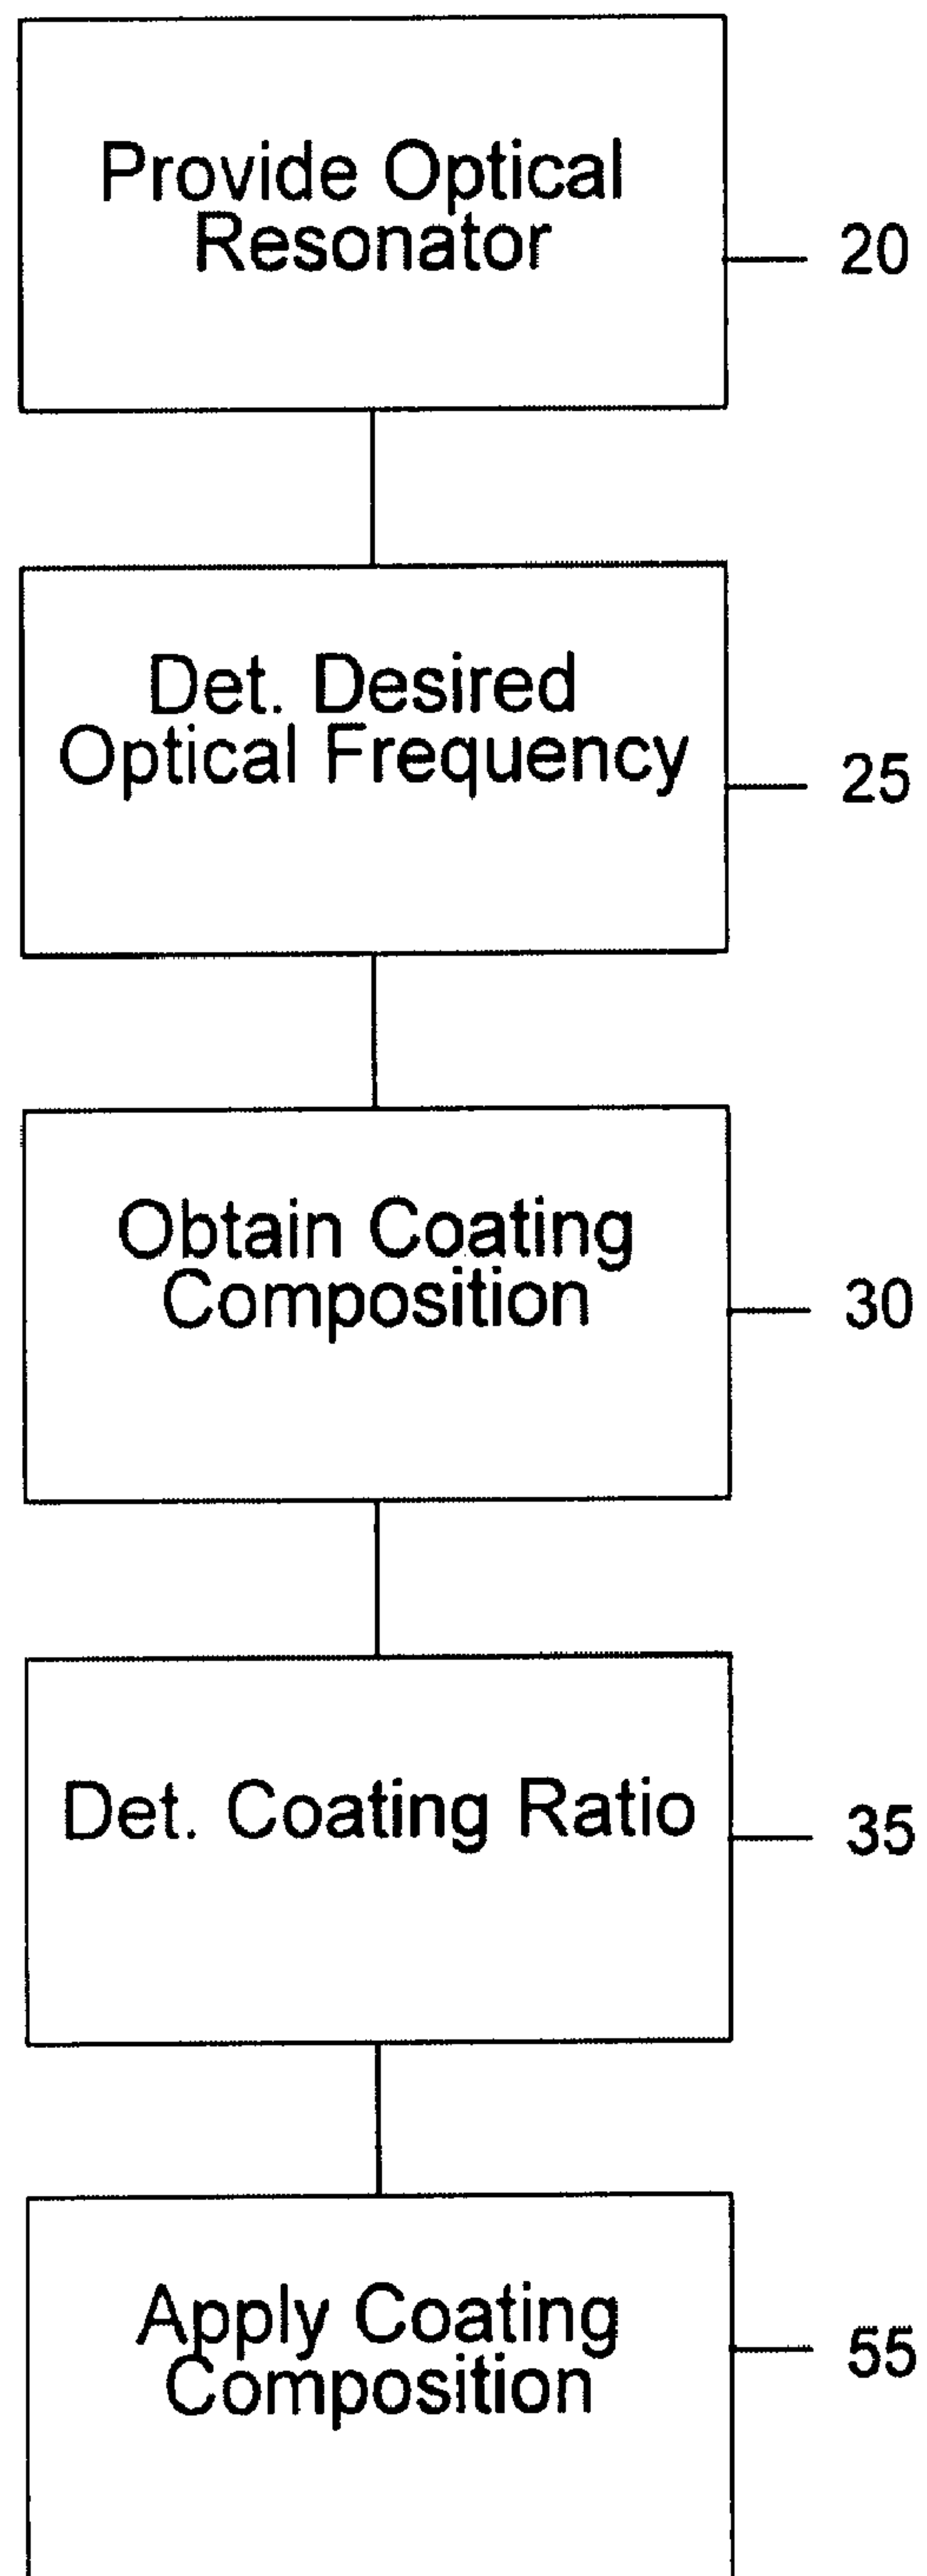 Provide Optical
Resonator
20
Det. Desired
Optical Frequency
25
Obtain Coating
Composition
30
Det. Coating Ratio
35
Apply Coating
Composition
55